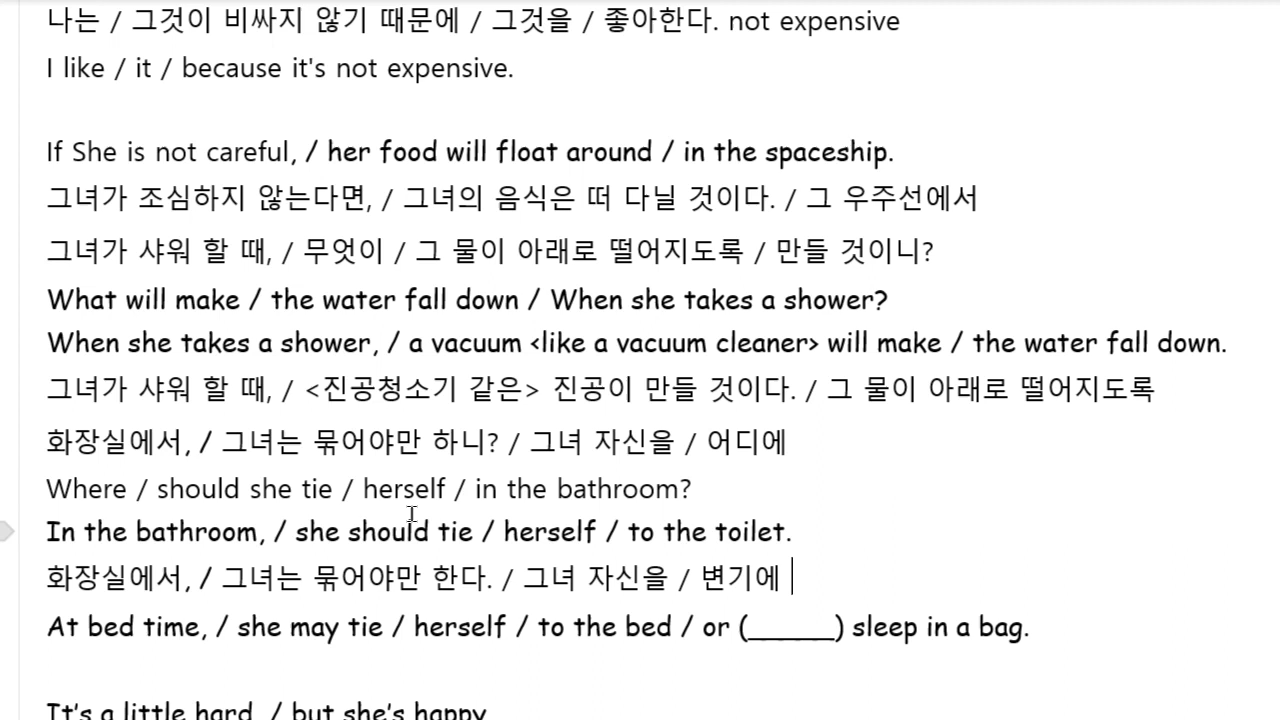 나는 / 그것이 비싸지 않기 때문에 / 그것을 / 좋아한다. not expensive
I like / it / because it's not expensive.
If She is not careful, / her food will float around / in the spaceship.
그녀가 조심하지 않는다면, / 그녀의 음식은 떠 다닐 것이다. / 그 우주선에서
그녀가 샤워 할 때, / 무엇이 / 그 물이 아래로 떨어지도록 / 만들 것이니?
What will make / the water fall down / When she takes a shower?
When she takes a shower, / a vacuum <like a vacuum cleaner> will make / the water fall down.
그녀가 샤워 할 때, / <진공청소기 같은> 진공이 만들 것이다. / 그 물이 아래로 떨어지도록
화장실에서, / 그녀는 묶어야만 하니? / 그녀 자신을 / 어디에
Where / should she tie / herself / in the bathroom?
In the bathroom, / she should tie / herself / to the toilet.
화장실에서, / 그녀는 묶어야만 한다. / 그녀 자신을 / 변기에
At bed time, / she may tie / herself / to the bed / or (______) sleep in a bag.
It's a little hard, / but she's happy